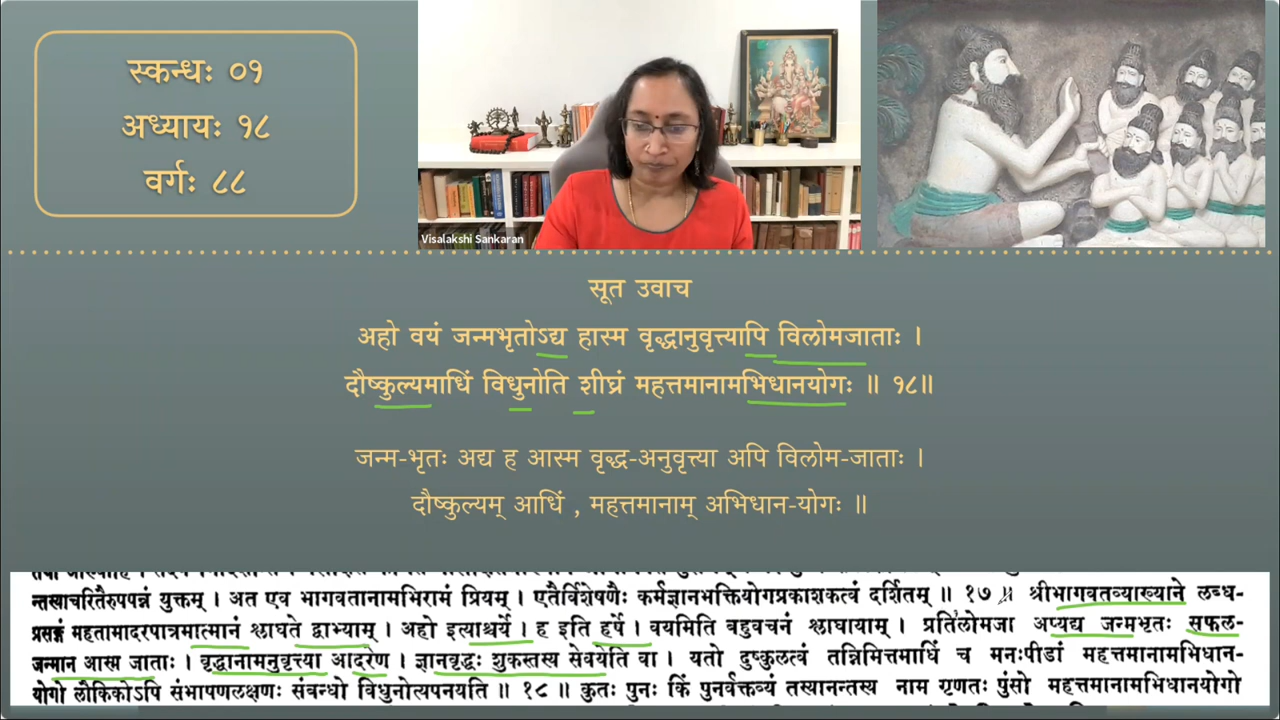 स्कन्धः ०१
अध्यायः १८
वर्गः ८८
Visalakshi Sankaran
सूत उवाच
अहो वयं जन्मभृतोऽद्य हास्म वृद्धानुवृत्त्यापि विलोमजाताः ।
दौष्कुल्यमाधिं विधुनोति शीघ्रं महत्तमानामभिधानयोगः ॥ १८॥
जन्म-भृतः अद्य ह आस्म वृद्ध-अनुवृत्त्या अपि विलोम-जाताः ।
दौष्कुल्यम् आधिं , महत्तमानाम् अभिधान-योगः ॥
न्तस्याचरितैरुपपन्नं युक्तम् । अत एव भागवतानामभिरामं प्रियम् । एतैर्विशेषणैः कर्मज्ञानभक्तियोगप्रकाशकत्वं दर्शितम् ॥ १७ ॥ श्रीभागवतव्याख्याने लब्ध-
प्रसङ्गं महतामादरपात्रमात्मानं श्लाघते द्वाभ्याम् । अहो इत्याश्चर्ये । ह इति हर्षे । वयमिति बहुवचनं श्लाघायाम् । प्रतिलोमजा अप्यद्य जन्मभृतः सफल-
जन्मान आस्म जाताः । वृद्धानामनुवृत्त्या आदरेण । ज्ञानवृद्धः शुकस्तस्य सेवयेति वा । यतो दुष्कुलत्वं तन्निमित्तमाधिं च मनःपीडां महत्तमानामभिधान-
योगो लौकिकोऽपि संभाषणलक्षणः संबन्धो विधुनोत्यपनयति ॥ १८ ॥ कुतः पुनः किं पुनर्वक्तव्यं तस्यानन्तस्य नाम गृणतः पुंसो महत्तमानामभिधानयोगो